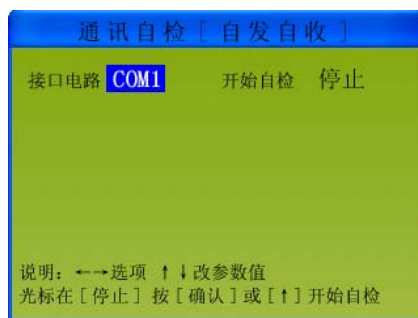 通讯自检[自发自收]
接口电路 COM1 开始自检 停止
说明：←→选项 ↑↓改参数值
光标在[停止]按[确认]或[↑]开始自检